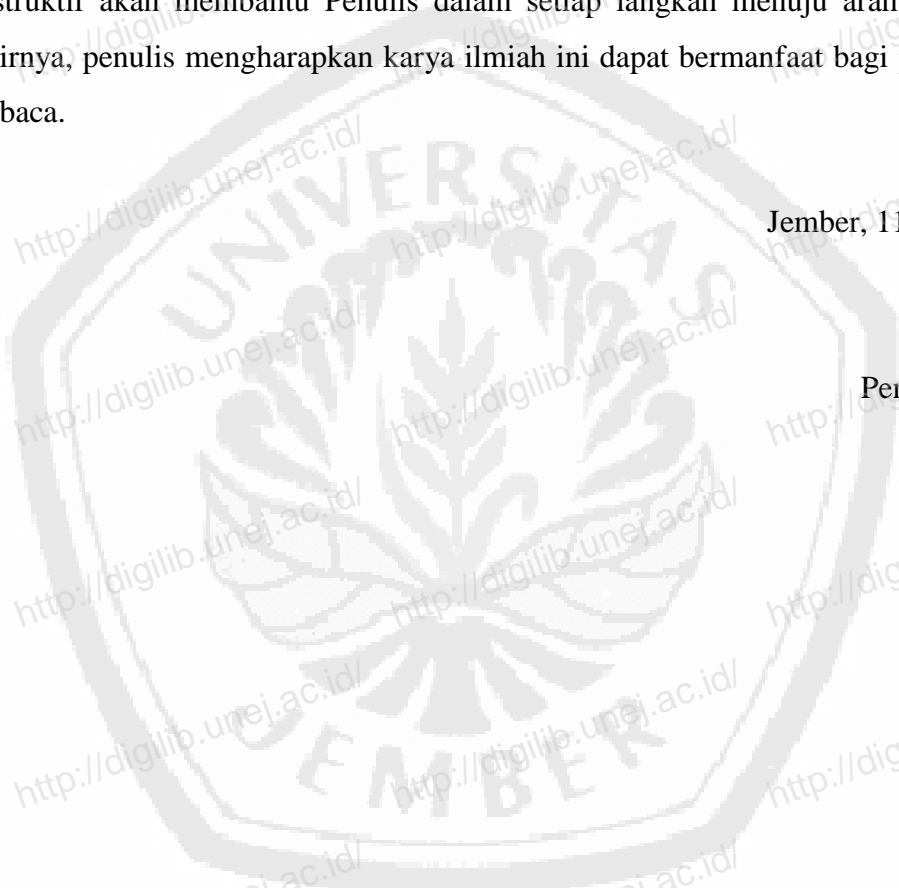 struktif akan membantu Penulis dalam setiap langkah menuju arah
irnya, penulis mengharapkan karya ilmiah ini dapat bermanfaat bagi
baca.
Jember, 11
Pen
UNIVERSITAS
JEMBER
http://digilib.unej.ac.id/
http://digilib.unej.ac.id/
http://digilib.unej.ac.id/
http://digilib.unej.ac.id/
http://digilib.unej.ac.id/
http://digilib.unej.ac.id/
http://digilib.unej.ac.id/
http://digilib.unej.ac.id/